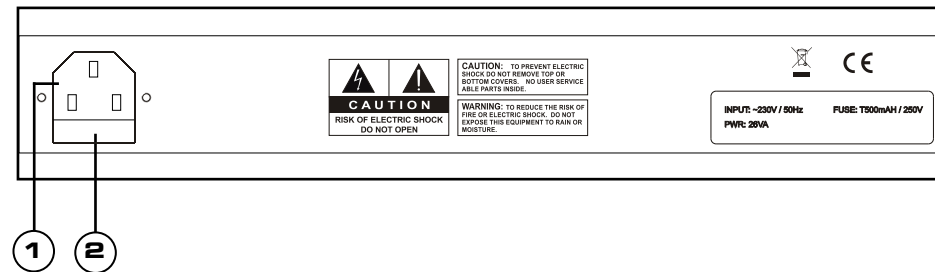 CAUTION
RISK OF ELECTRIC SHOCK
DO NOT OPEN
CAUTION: TO PREVENT ELECTRIC
SHOCK DO NOT REMOVE TOP OR
BOTTOM COVERS. NO USER SERVICE
ABLE PARTS INSIDE.
WARNING: TO REDUCE THE RISK OF
FIRE OR ELECTRIC SHOCK. DO NOT
EXPOSE THIS EQUIPMENT TO RAIN OR
MOISTURE.
CE
INPUT: ~230V / 50Hz FUSE: T500mAH / 250V
PWR: 26VA
1 2